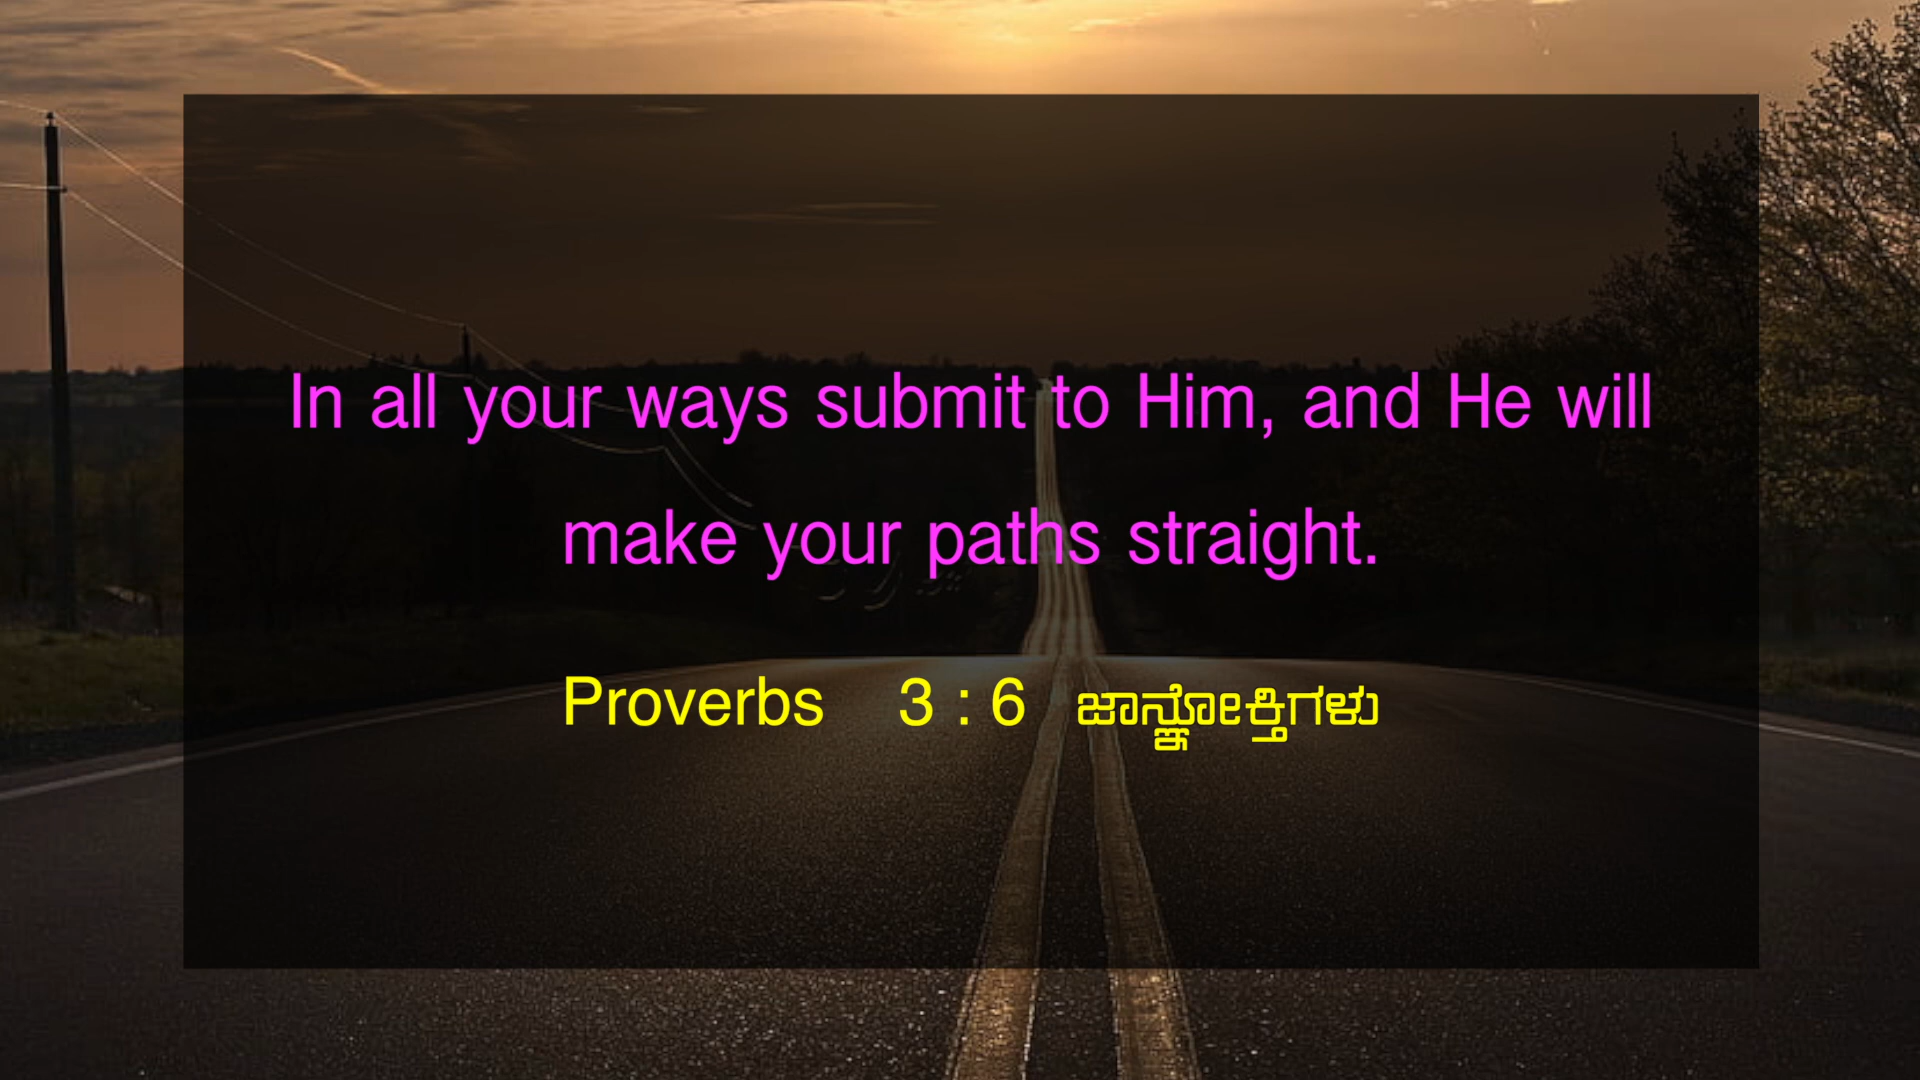 In all your ways submit to Him, and He will
make your paths straight.
Proverbs 3 : 6 ಜಾನ್ಞೋಕ್ತಿಗಳು